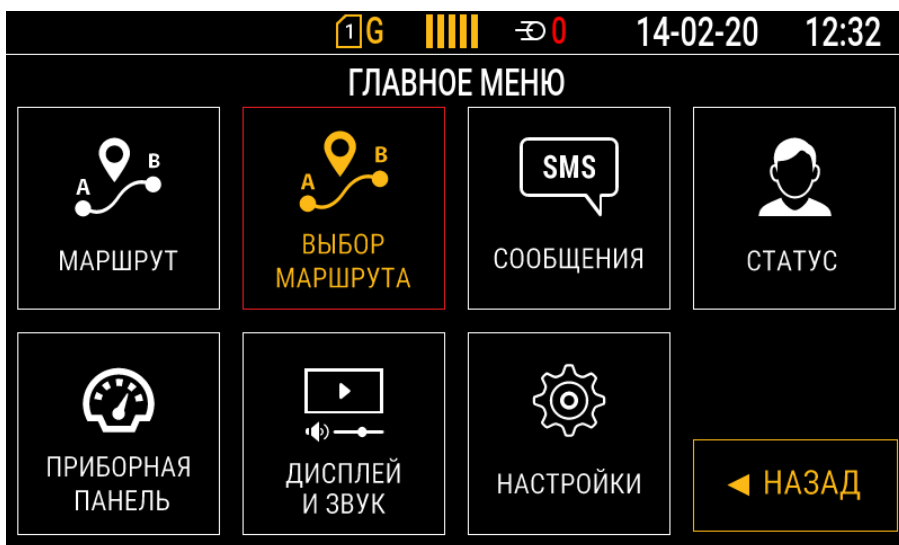 1 G 0 14-02-20 12:32
ГЛАВНОЕ МЕНЮ
A B
МАРШРУТ
A B
ВЫБОР
МАРШРУТА
SMS
СООБЩЕНИЯ
СТАТУС
ПРИБОРНАЯ
ПАНЕЛЬ
ДИСПЛЕЙ
И ЗВУК
НАСТРОЙКИ
НАЗАД